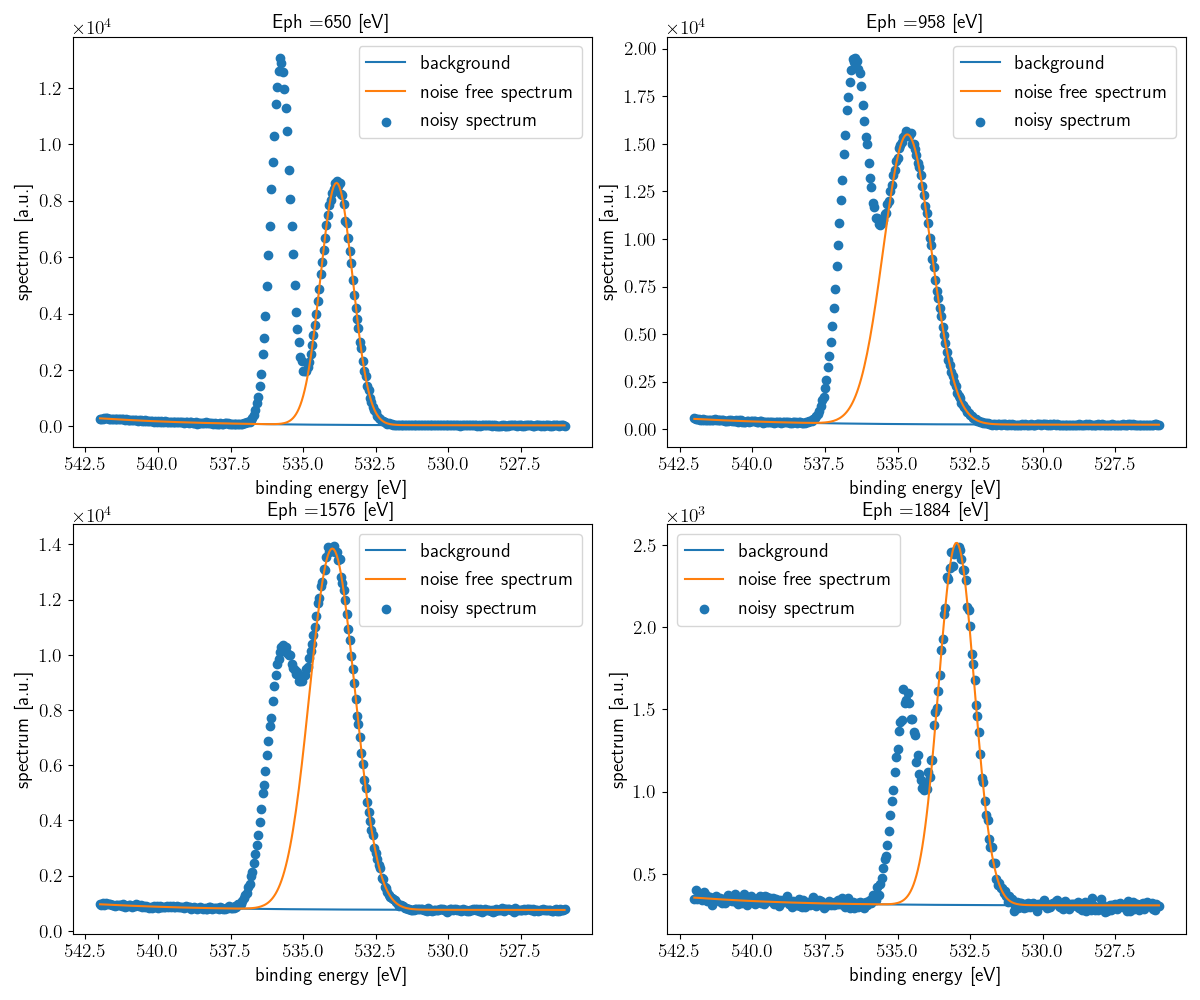 Eph =650 [eV]
×10⁴
background
noise free spectrum
noisy spectrum
1.2
1.0
0.8
0.6
0.4
0.2
0.0
spectrum [a.u.]
542.5 540.0 537.5 535.0 532.5 530.0 527.5
binding energy [eV]
Eph =958 [eV]
×10⁴
background
noise free spectrum
noisy spectrum
2.00
1.75
1.50
1.25
1.00
0.75
0.50
0.25
0.00
spectrum [a.u.]
542.5 540.0 537.5 535.0 532.5 530.0 527.5
binding energy [eV]
Eph =1576 [eV]
×10⁴
background
noise free spectrum
noisy spectrum
1.4
1.2
1.0
0.8
0.6
0.4
0.2
0.0
spectrum [a.u.]
542.5 540.0 537.5 535.0 532.5 530.0 527.5
binding energy [eV]
Eph =1884 [eV]
×10³
background
noise free spectrum
noisy spectrum
2.5
2.0
1.5
1.0
0.5
spectrum [a.u.]
542.5 540.0 537.5 535.0 532.5 530.0 527.5
binding energy [eV]